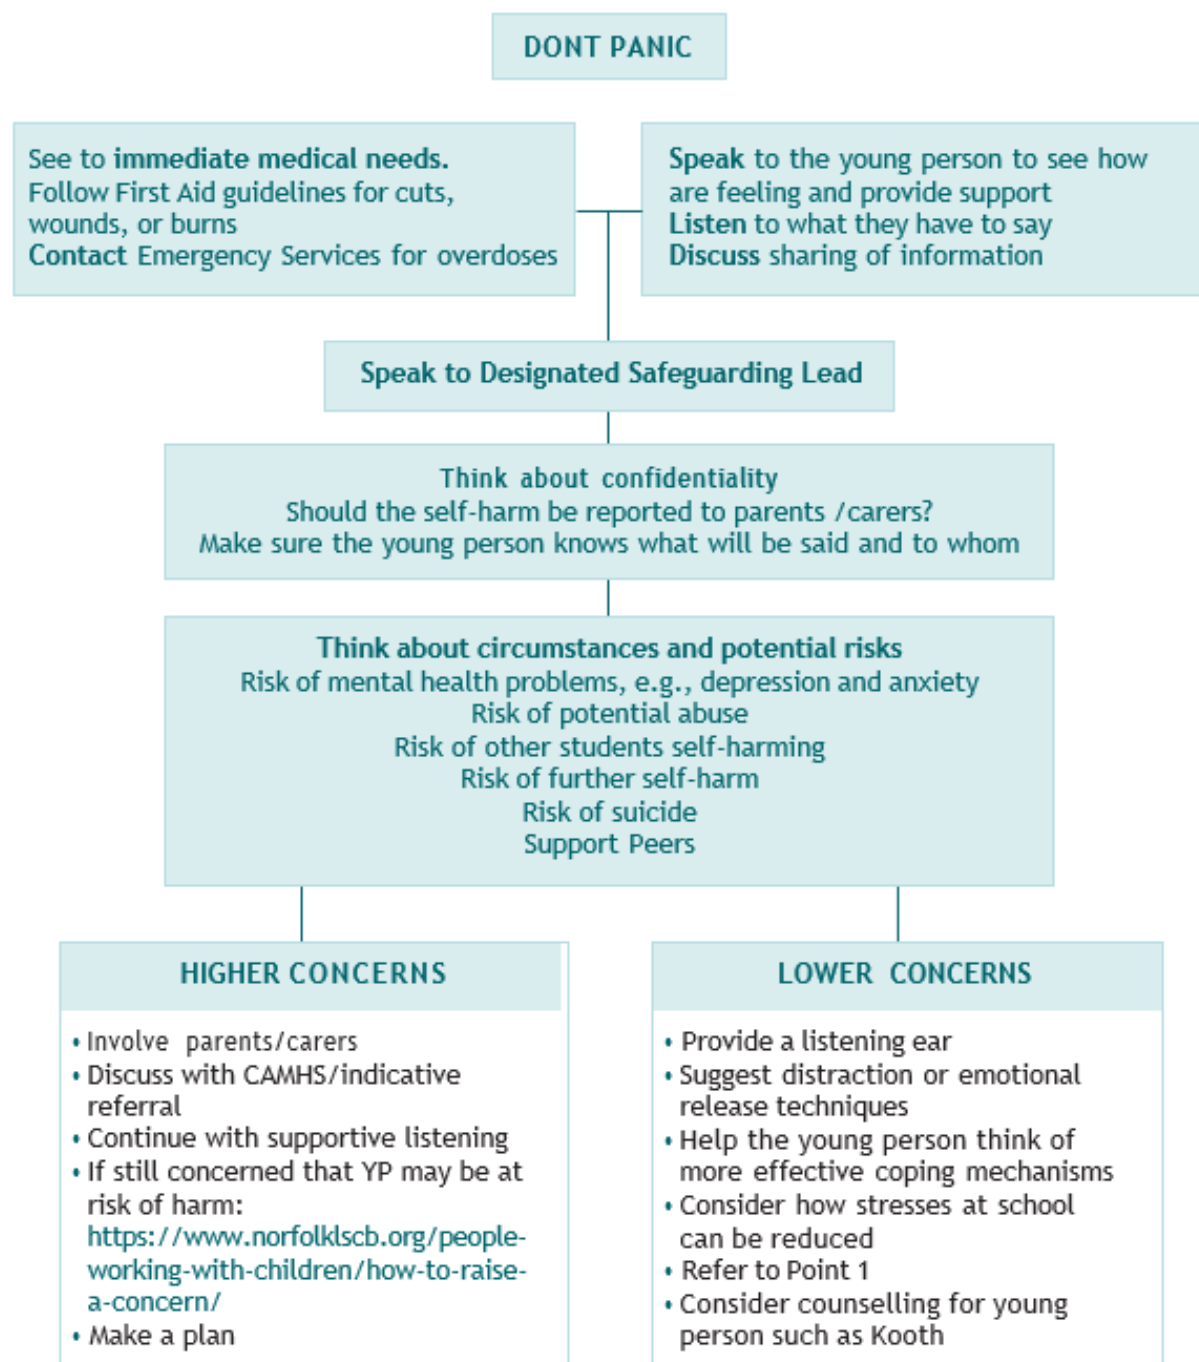 DONT PANIC
See to immediate medical needs.
Follow First Aid guidelines for cuts,
wounds, or burns
Contact Emergency Services for overdoses
Speak to the young person to see how
are feeling and provide support
Listen to what they have to say
Discuss sharing of information
Speak to Designated Safeguarding Lead
Think about confidentiality
Should the self-harm be reported to parents /carers?
Make sure the young person knows what will be said and to whom
Think about circumstances and potential risks
Risk of mental health problems, e.g., depression and anxiety
Risk of potential abuse
Risk of other students self-harming
Risk of further self-harm
Risk of suicide
Support Peers
HIGHER CONCERNS
• Involve parents/carers
• Discuss with CAMHS/indicative
referral
• Continue with supportive listening
• If still concerned that YP may be at
risk of harm:
https://www.norfolklscb.org/people-
working-with-children/how-to-raise-
a-concern/
• Make a plan
LOWER CONCERNS
• Provide a listening ear
• Suggest distraction or emotional
release techniques
• Help the young person think of
more effective coping mechanisms
• Consider how stresses at school
can be reduced
• Refer to Point 1
• Consider counselling for young
person such as Kooth